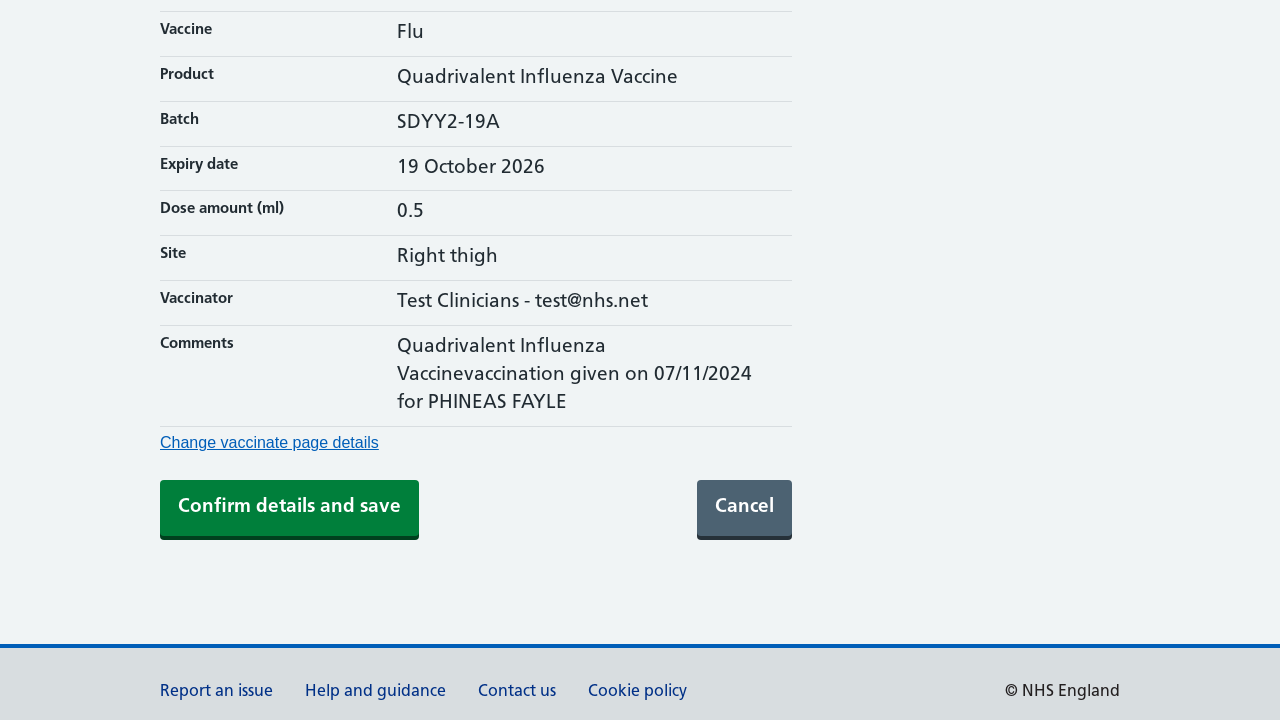 Vaccine Flu
Product Quadrivalent Influenza Vaccine
Batch SDYY2-19A
Expiry date 19 October 2026
Dose amount (ml) 0.5
Site Right thigh
Vaccinator Test Clinicians - test@nhs.net
Comments Quadrivalent Influenza
Vaccinevaccination given on 07/11/2024
for PHINEAS FAYLE
Change vaccinate page details
Confirm details and save Cancel
Report an issue Help and guidance Contact us Cookie policy © NHS England